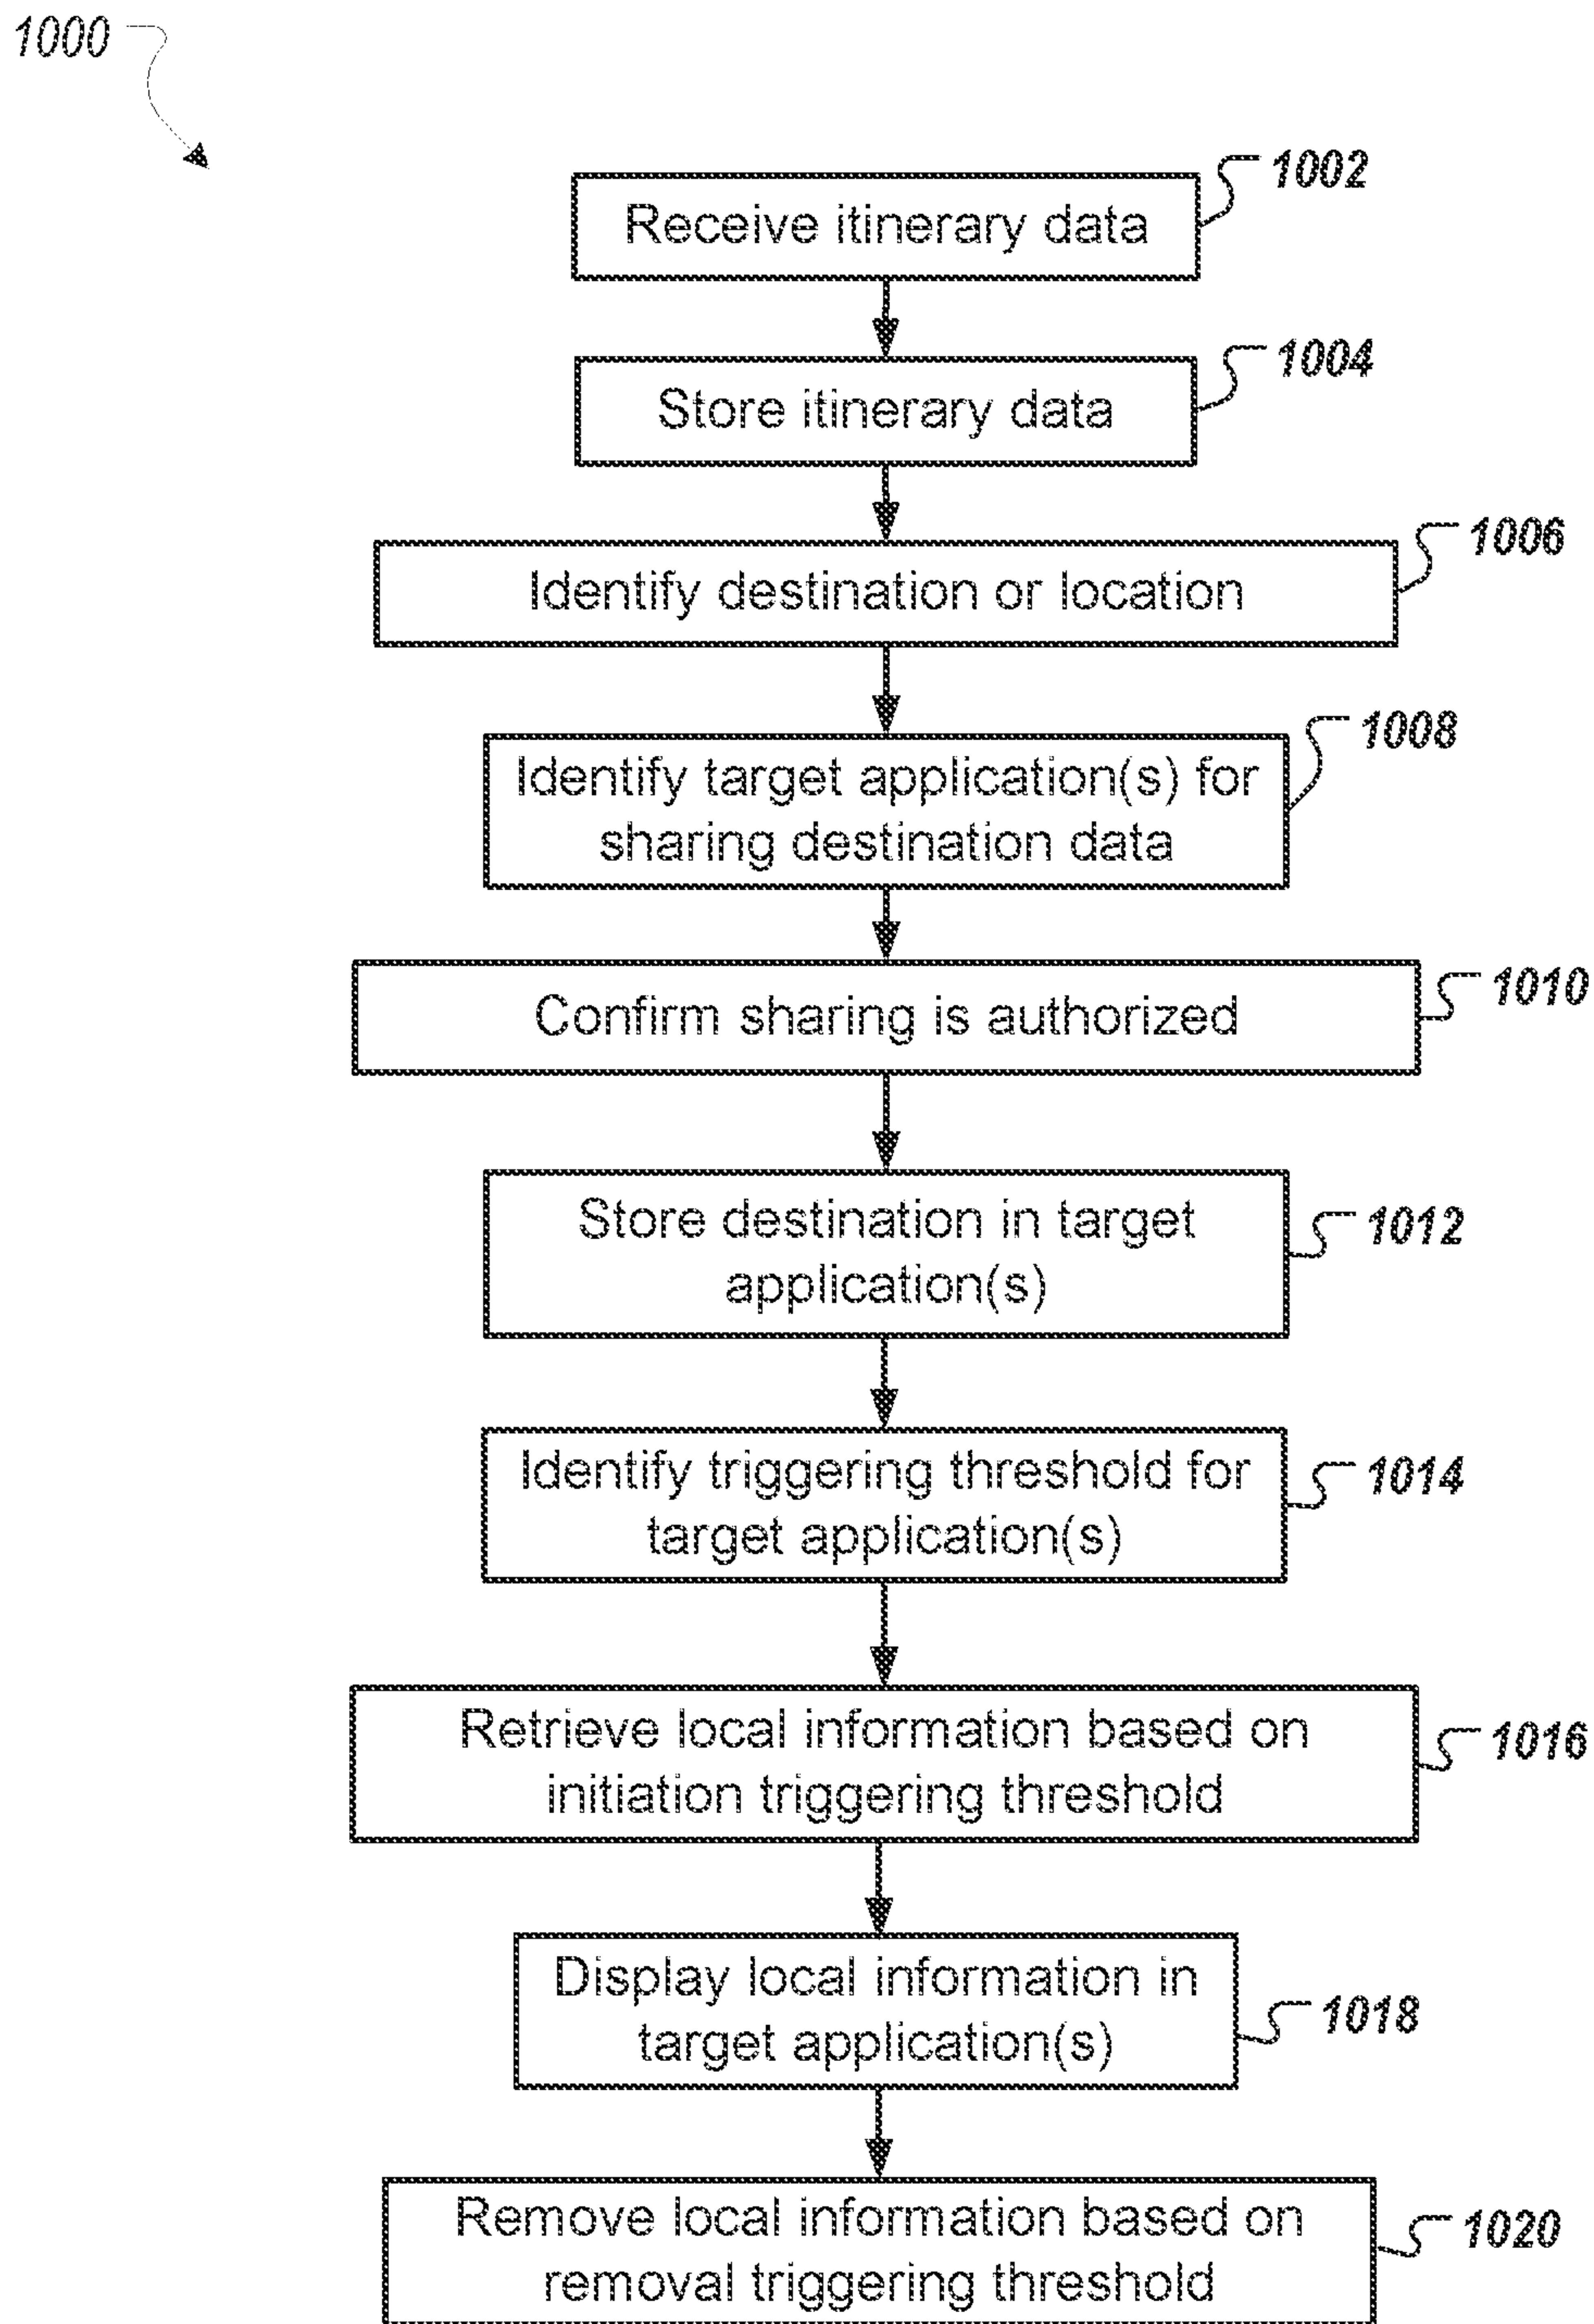 1000
1002
Receive itinerary data
1004
Store itinerary data
1006
Identify destination or location
1008
Identify target application(s) for
sharing destination data
1010
Confirm sharing is authorized
Store destination in target
1012
application(s)
Identify triggering threshold for
1014
target application(s)
Retrieve local information based on
1016
initiation triggering threshold
Display local information in
1018
target application(s)
Remove local information based on
1020
removal triggering threshold